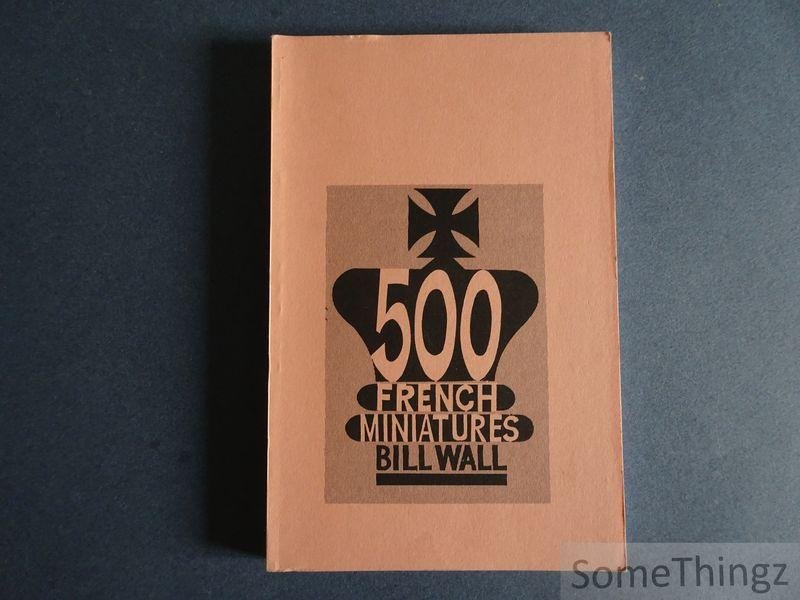 500
FRENCH
MINIATURES
BILL WALL
SomeThingz